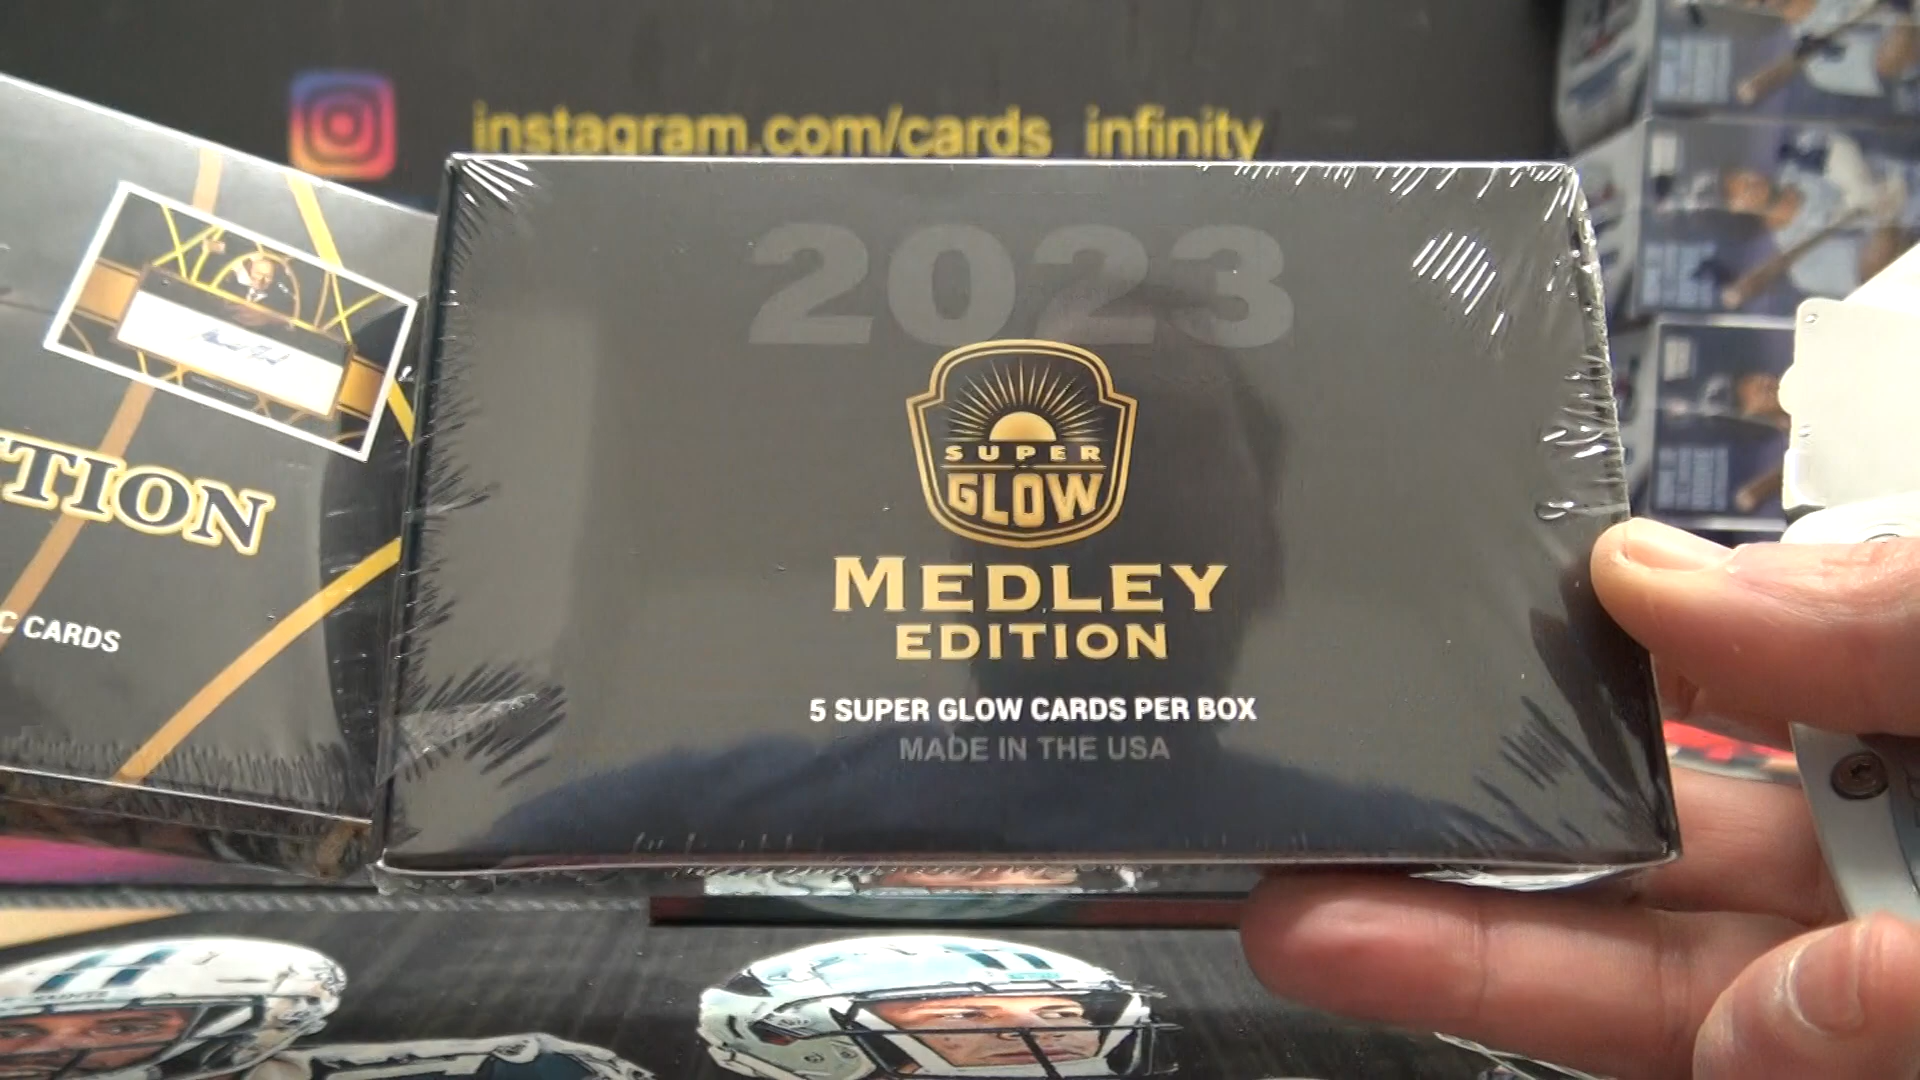 instagram.com/cards_infinity
2023
SUPER
GLOW
MEDLEY
EDITION
5 SUPER GLOW CARDS PER BOX
MADE IN THE USA
TION
C CARDS